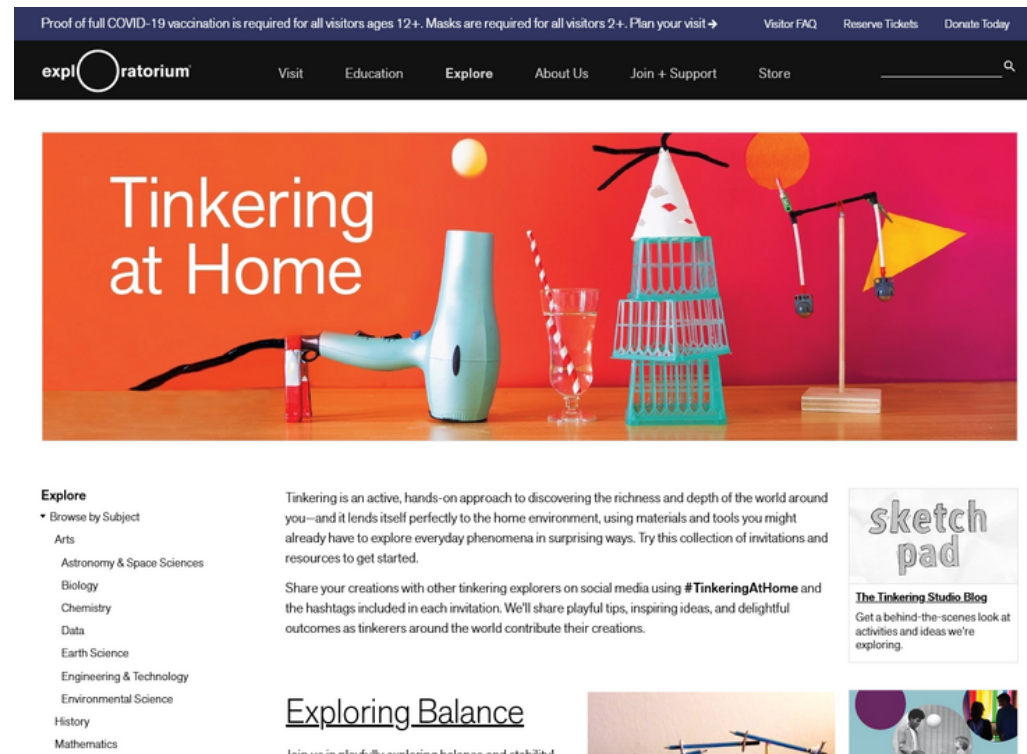 Proof of full COVID-19 vaccination is required for all visitors ages 12+. Masks are required for all visitors 2+. Plan your visit→
Visitor FAQ
Reserve Tickets
Donate Today
expl ratorium
Visit
Education
Explore
About Us
Join + Support
Store
Tinkering
at Home
Explore
Browse by Subject
Arts
Astronomy & Space Sciences
Biology
Chemistry
Data
Earth Science
Engineering & Technology
Environmental Science
History
Mathematics
Tinkering is an active, hands-on approach to discovering the richness and depth of the world around
you—and it lends itself perfectly to the home environment, using materials and tools you might
already have to explore everyday phenomena in surprising ways. Try this collection of invitations and
resources to get started.
Share your creations with other tinkering explorers on social media using #TinkeringAtHome and
the hashtags included in each invitation. We'll share playful tips, inspiring ideas, and delightful
outcomes as tinkerers around the world contribute their creations.
Exploring Balance
Join us in playfully exploring balance and stability!
sketch
pad
The Tinkering Studio Blog
Get a behind-the-scenes look at
activities and ideas we're
exploring.